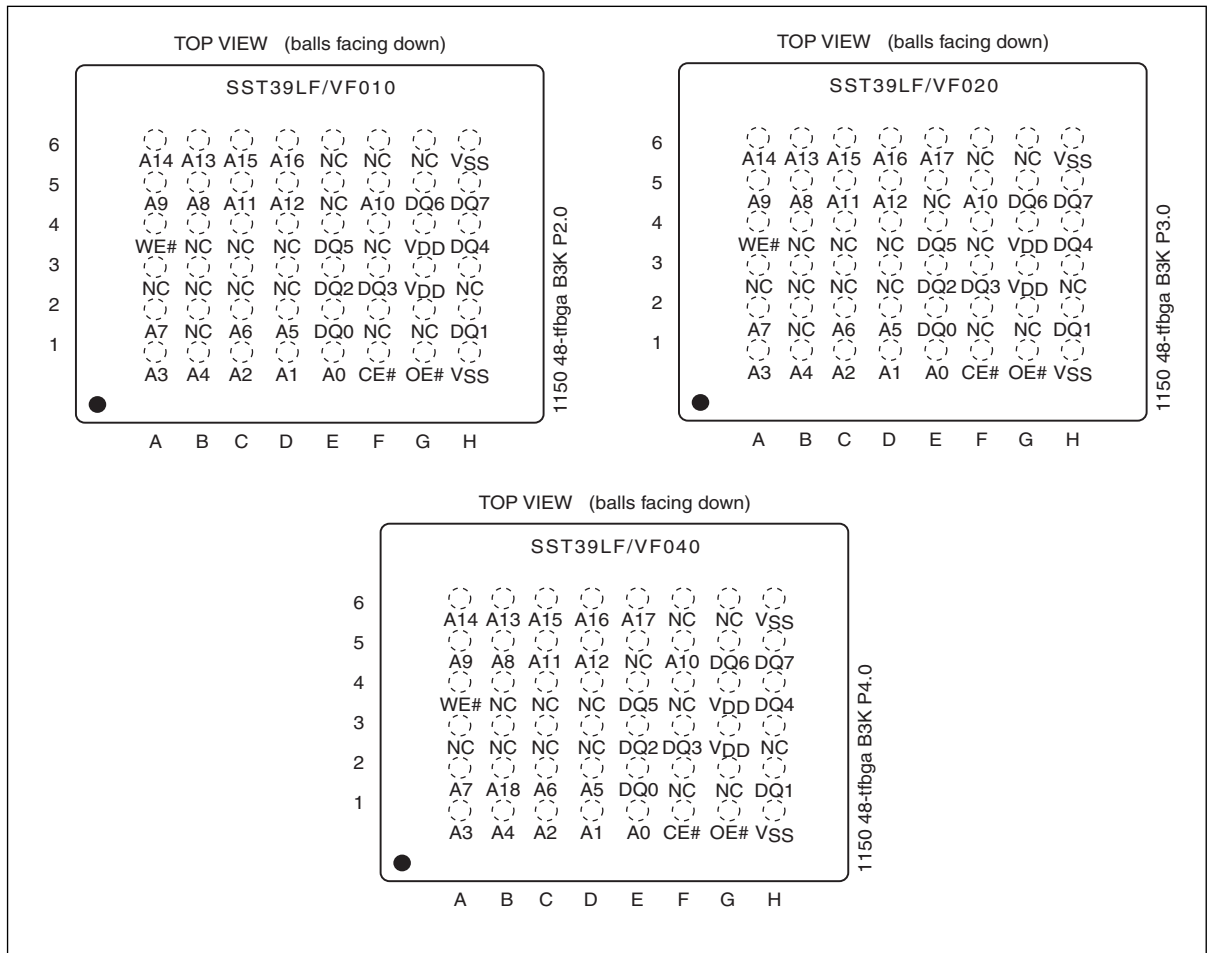 TOP VIEW (balls facing down)
SST39LF/VF010
6
A14 A13 A15 A16 NC NC NC VSS
5
A9 A8 A11 A12 NC A10 DQ6 DQ7
4
WE# NC NC NC DQ5 NC VDD DQ4
3
NC NC NC NC DQ2 DQ3 VDD NC
2
A7 NC A6 A5 DQ0 NC NC DQ1
1
A3 A4 A2 A1 A0 CE# OE# VSS
A B C D E F G H
1150 48-tfbga B3K P2.0
TOP VIEW (balls facing down)
SST39LF/VF020
6
A14 A13 A15 A16 A17 NC NC VSS
5
A9 A8 A11 A12 NC A10 DQ6 DQ7
4
WE# NC NC NC DQ5 NC VDD DQ4
3
NC NC NC NC DQ2 DQ3 VDD NC
2
A7 NC A6 A5 DQ0 NC NC DQ1
1
A3 A4 A2 A1 A0 CE# OE# VSS
A B C D E F G H
1150 48-tfbga B3K P3.0
TOP VIEW (balls facing down)
SST39LF/VF040
6
A14 A13 A15 A16 A17 NC NC VSS
5
A9 A8 A11 A12 NC A10 DQ6 DQ7
4
WE# NC NC NC DQ5 NC VDD DQ4
3
NC NC NC NC DQ2 DQ3 VDD NC
2
A7 A18 A6 A5 DQ0 NC NC DQ1
1
A3 A4 A2 A1 A0 CE# OE# VSS
A B C D E F G H
1150 48-tfbga B3K P4.0